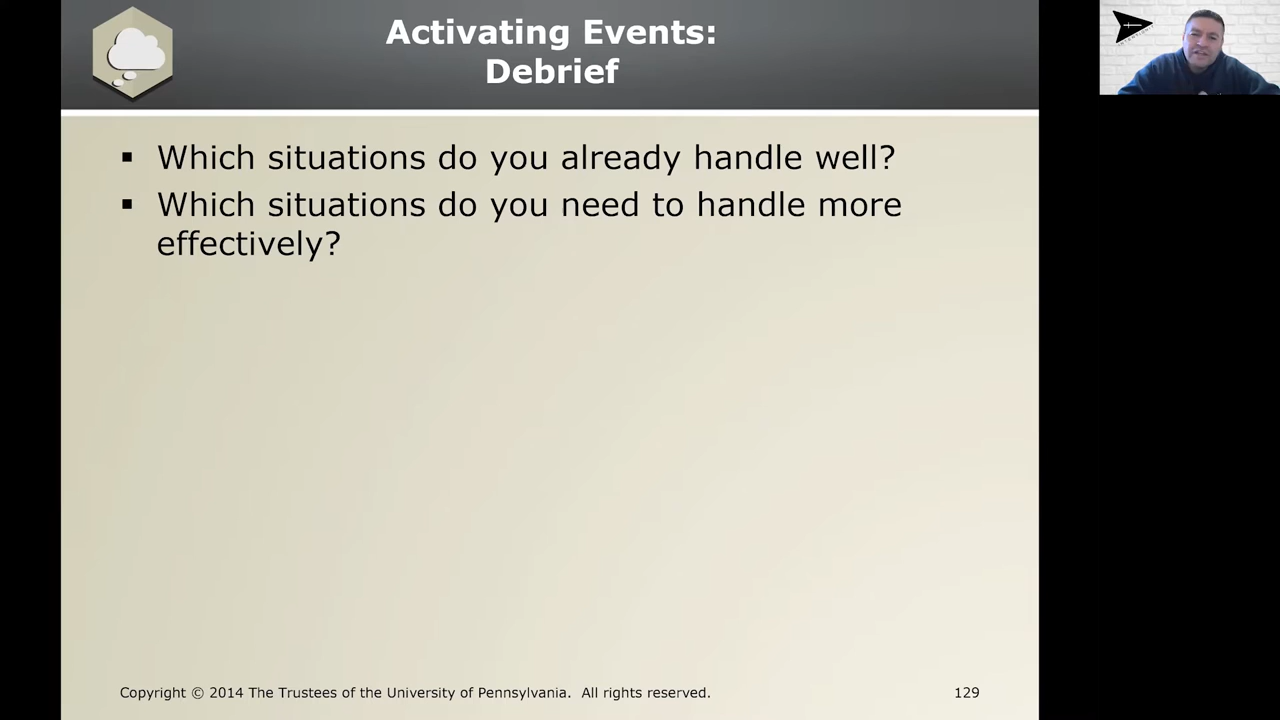 Activating Events:
Debrief
▪ Which situations do you already handle well?
▪ Which situations do you need to handle more
effectively?
Copyright © 2014 The Trustees of the University of Pennsylvania. All rights reserved.
129